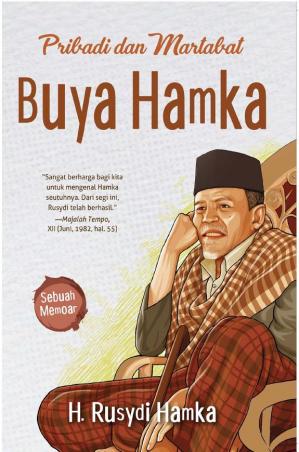 Pribadi dan Martabat
Buya Hamka
"Sangat berharga bagi kita
untuk mengenal Hamka
seutuhnya. Dari segi ini,
Rusydi telah berhasil."
—Majalah Tempo,
XII (Juni, 1982, hal. 55)
Sebuah
Memoar
H. Rusydi Hamka